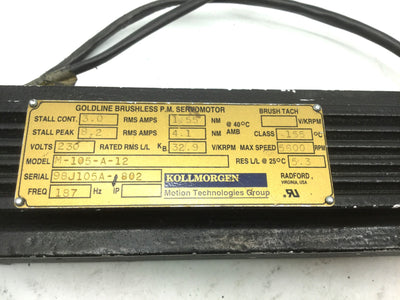 GOLDLINE BRUSHLESS P.M. SERVOMOTOR BRUSH TACH
STALL CONT. 3.0 RMS AMPS 1.55 NM @ 40°C V/KRPM
STALL PEAK 8.2 RMS AMPS 4.1 NM AMB CLASS 155 °C
VOLTS 230 RATED RMS L/L KB 32.9 V/KRPM MAX SPEED 5600 RPM
MODEL M-105-A-12 RES L/L @ 25°C 5.3
SERIAL 98J105A- 802 KOLLMORGEN RADFORD,
VIRGINIA, USA
FREQ 187 Hz IP Motion Technologies Group